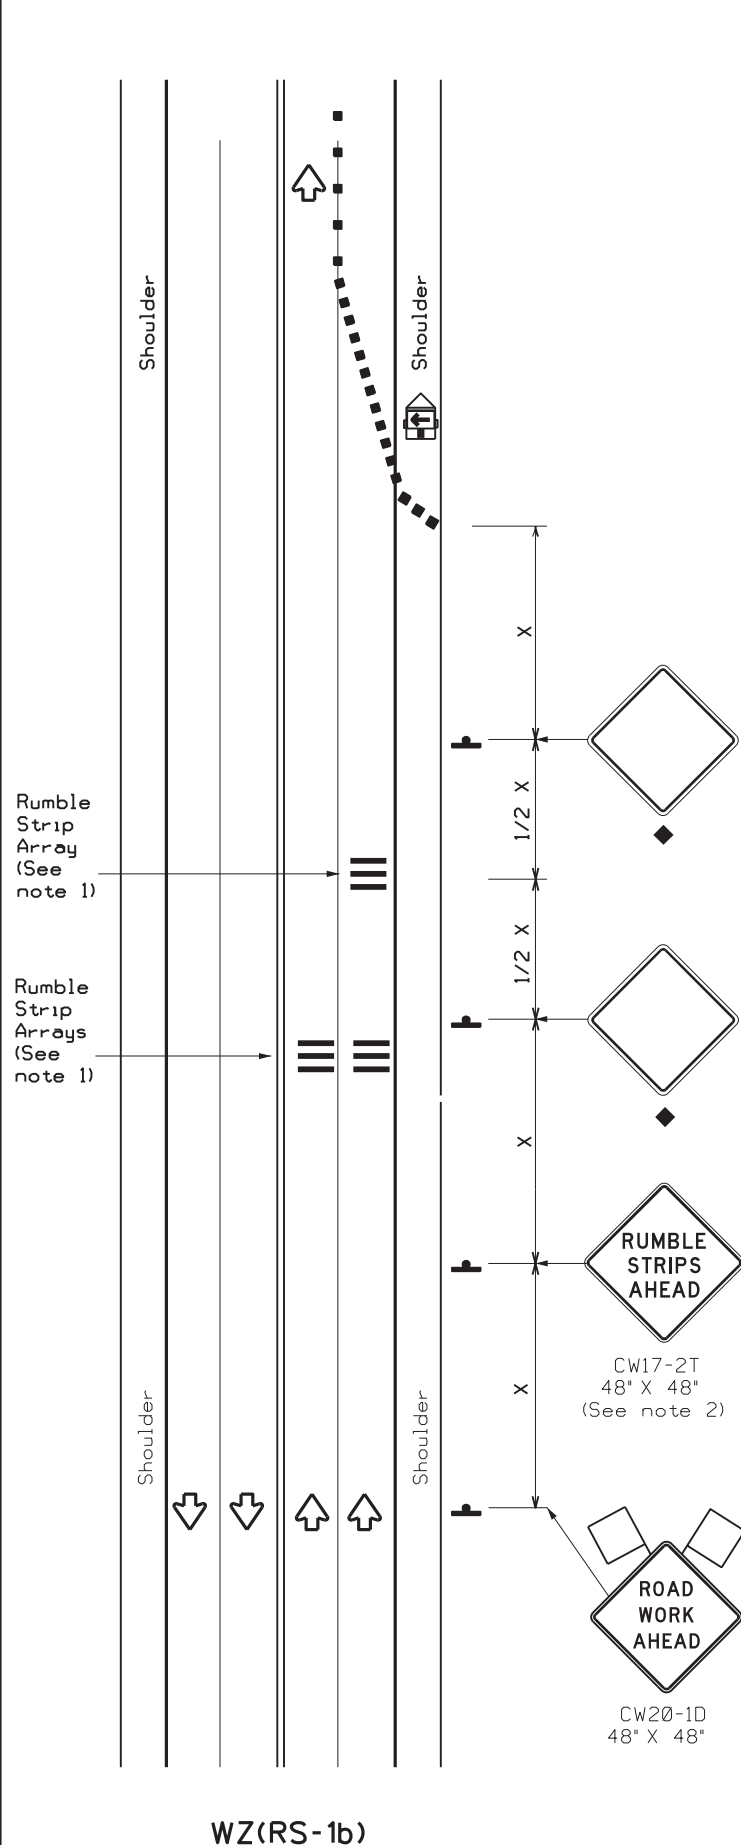 Shoulder
Shoulder
X
1/2 X
Rumble
Strip
Array
(See
note 1)
1/2 X
Rumble
Strip
Arrays
(See
note 1)
X
RUMBLE
STRIPS
AHEAD
CW17-2T
48" X 48"
(See note 2)
X
Shoulder
Shoulder
ROAD
WORK
AHEAD
CW20-1D
48" X 48"
WZ(RS-1b)